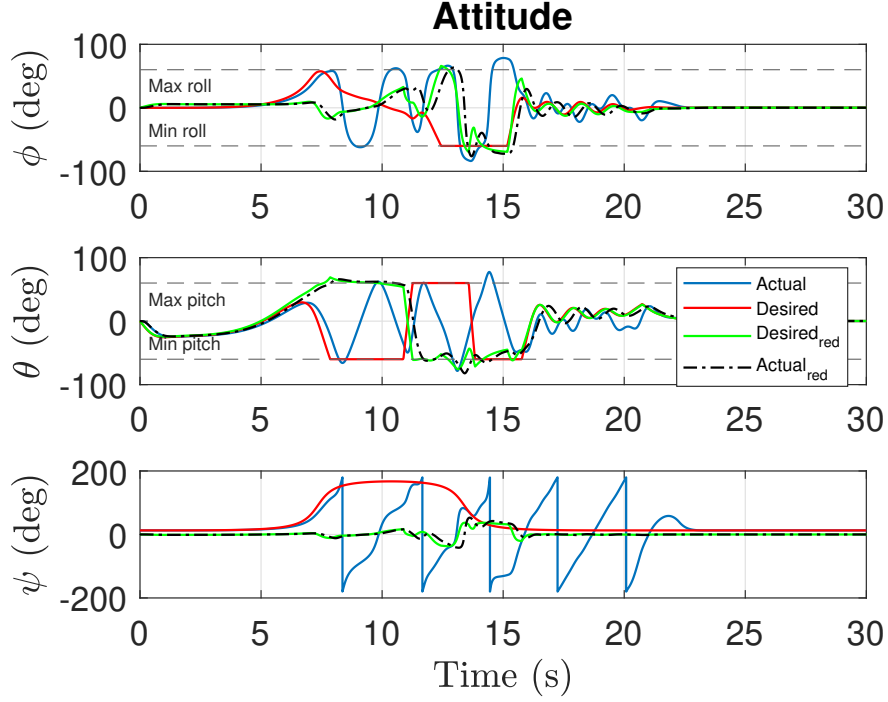 Attitude
ϕ (deg)
100
0
-100
Max roll
Min roll
0 5 10 15 20 25 30
θ (deg)
100
0
-100
Max pitch
Min pitch
Actual
Desired
Desired_red
Actual_red
0 5 10 15 20 25 30
ψ (deg)
200
0
-200
0 5 10 15 20 25 30
Time (s)